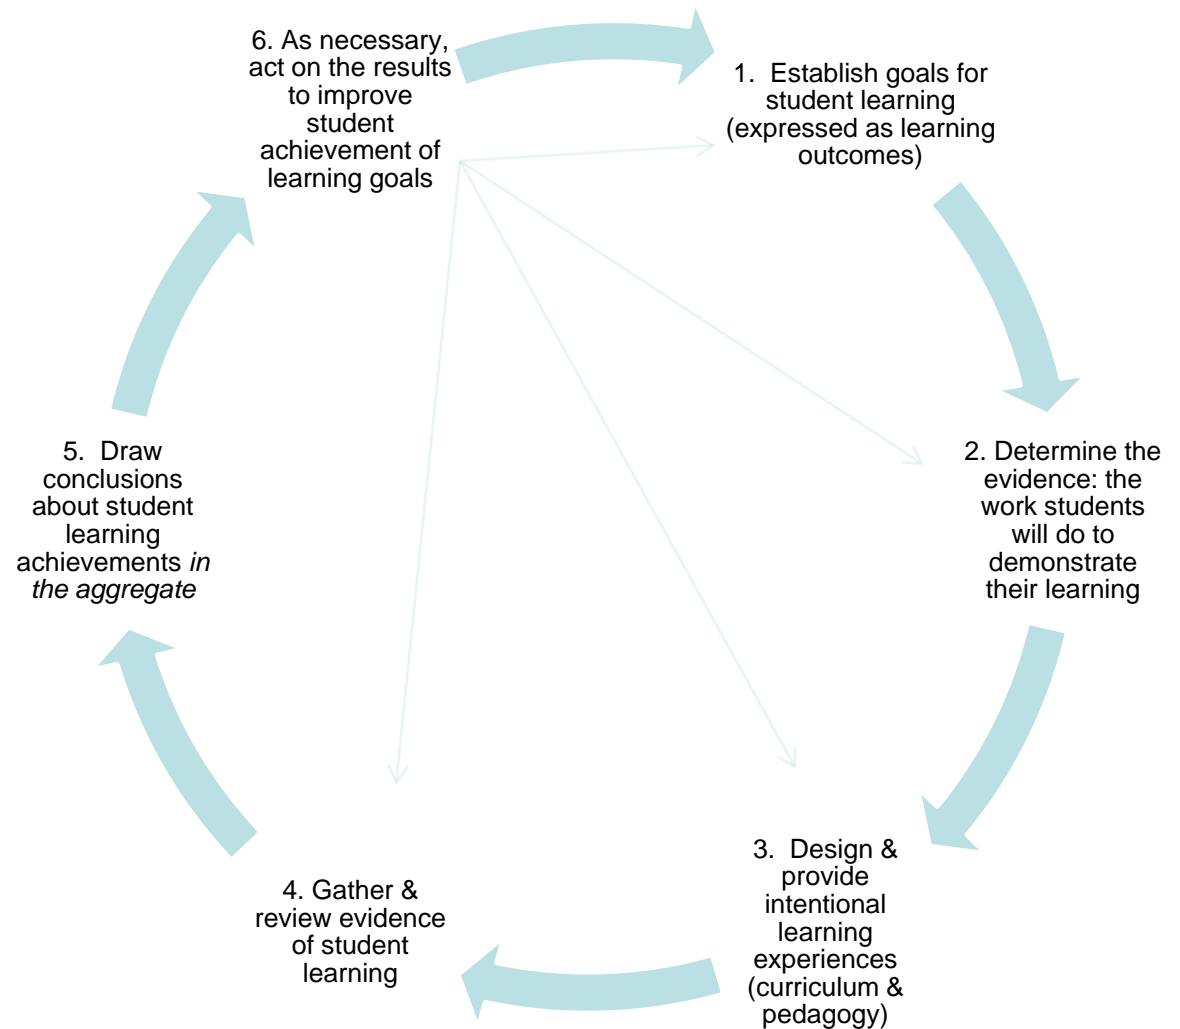 6. As necessary,
act on the results
to improve
student
achievement of
learning goals
1.  Establish goals for
student learning
(expressed as learning
outcomes)
2. Determine the
evidence: the
work students
will do to
demonstrate
their learning
3.  Design &
provide
intentional
learning
experiences
(curriculum &
pedagogy)
4. Gather &
review evidence
of student
learning
5.  Draw
conclusions
about student
learning
achievements in
the aggregate